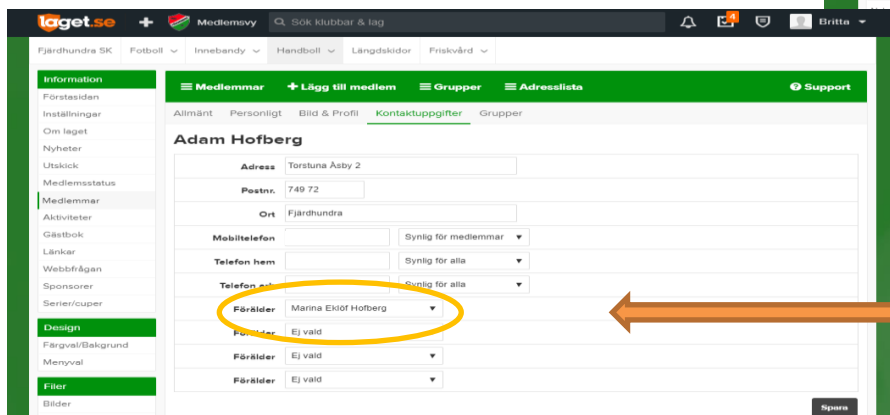 laget.se + Medlemsvy Sök klubbar & lag 4 Britta
Fjärdhundra SK Fotboll Innebandy Handboll Längdskidor Friskvård
Information
Förstasidan
Inställningar
Om laget
Nyheter
Utskick
Medlemsstatus
Medlemmar
Aktiviteter
Gästbok
Länkar
Webbfrågan
Sponsorer
Serier/cuper
Design
Färgval/Bakgrund
Menyval
Filer
Bilder
Medlemmar + Lägg till medlem Grupper Adresslista ? Support
Allmänt Personligt Bild & Profil Kontaktuppgifter Grupper
Adam Hofberg
Adress Torstuna Åsby 2
Postnr. 749 72
Ort Fjärdhundra
Mobiltelefon Synlig för medlemmar
Telefon hem Synlig för alla
Telefon Synlig för alla
Förälder Marina Eklöf Hofberg
Förälder Ej vald
Förälder Ej vald
Förälder Ej vald
Spara